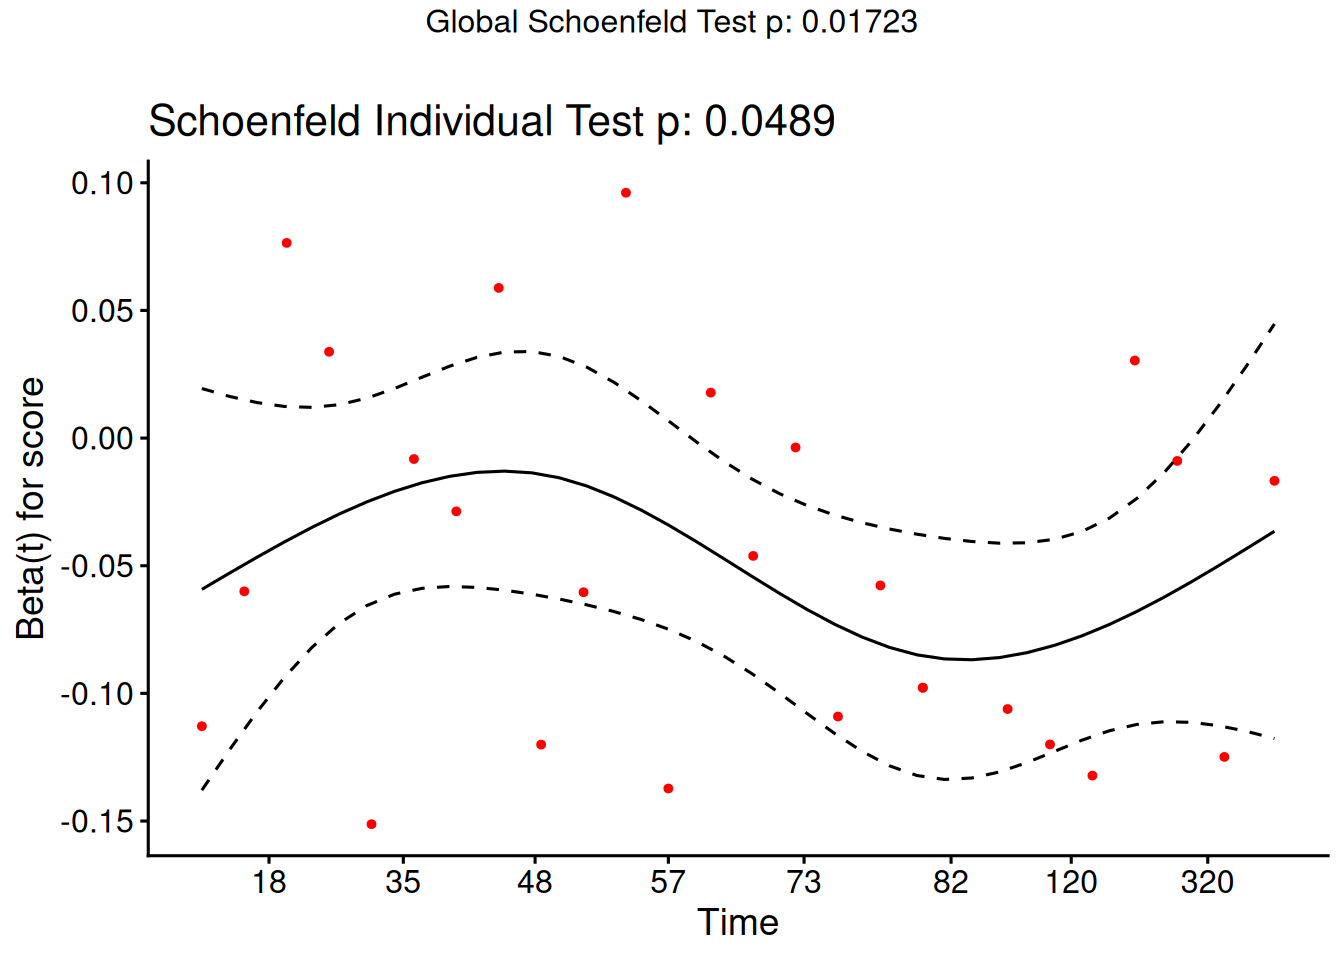 Global Schoenfeld Test p: 0.01723
Schoenfeld Individual Test p: 0.0489
Beta(t) for score
0.10
0.05
0.00
-0.05
-0.10
-0.15
18 35 48 57 73 82 120 320
Time